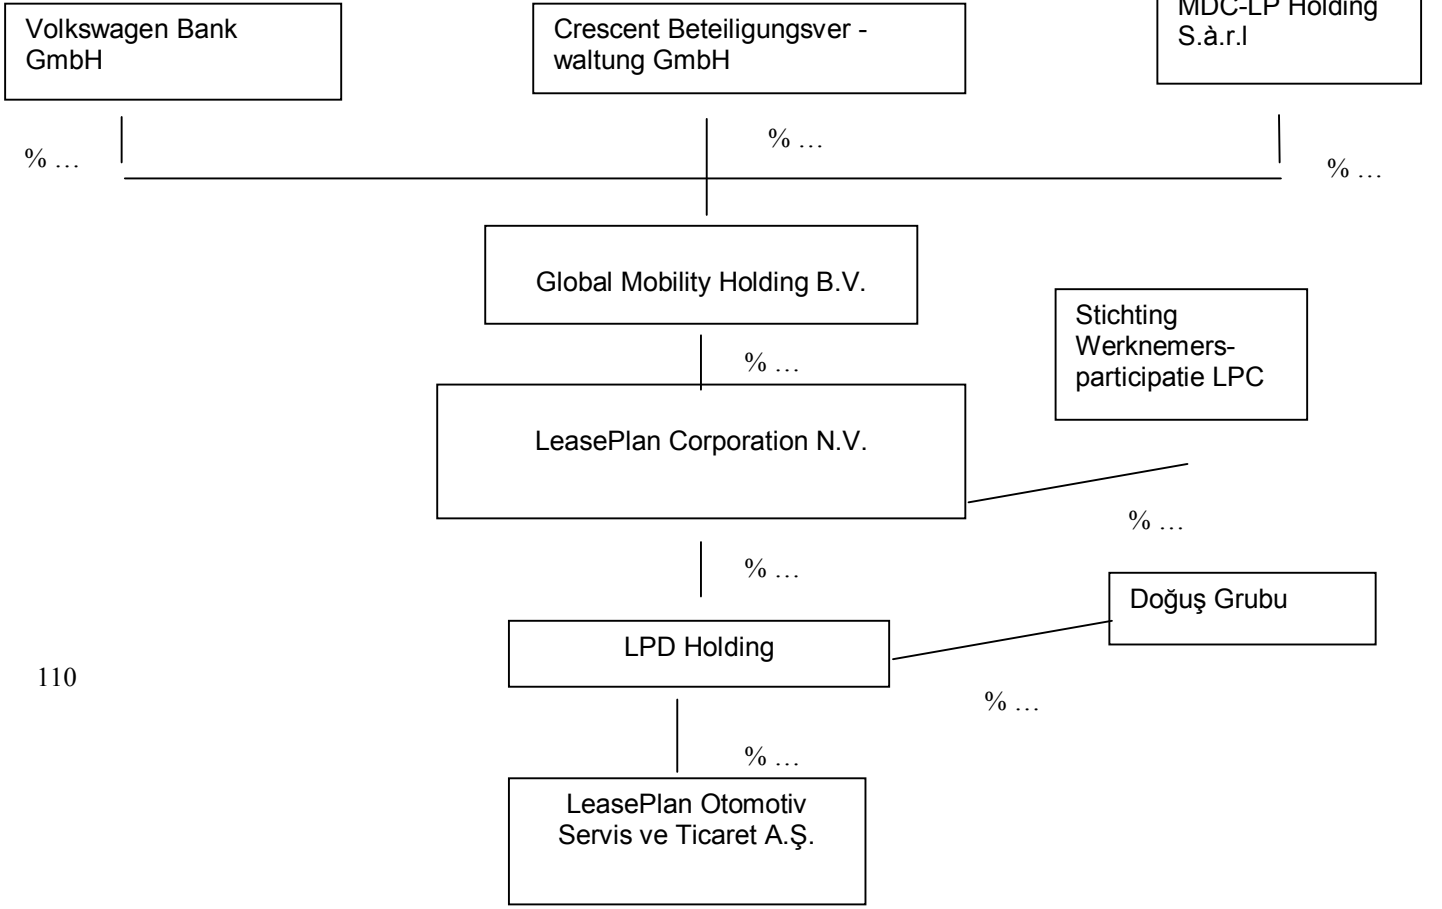 MDC-LP Holding
S.à.r.l
Volkswagen Bank
GmbH
Crescent Beteiligungsver -
waltung GmbH
% …
% …
% …
Global Mobility Holding B.V.
Stichting
Werknemers-
participatie LPC
% …
LeasePlan Corporation N.V.
% …
% …
Doğuş Grubu
LPD Holding
110
% …
% …
LeasePlan Otomotiv
Servis ve Ticaret A.Ş.